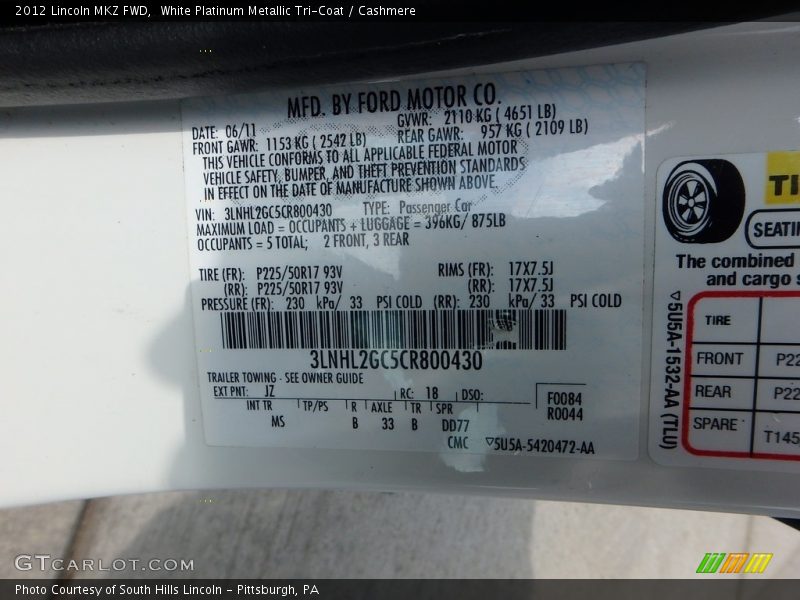 2012 Lincoln MKZ FWD,  White Platinum Metallic Tri-Coat / Cashmere
MFD. BY FORD MOTOR CO.
DATE: 06/11 GVWR: 2110 KG ( 4651 LB)
FRONT GAWR: 1153 KG ( 2542 LB) REAR GAWR: 957 KG ( 2109 LB)
THIS VEHICLE CONFORMS TO ALL APPLICABLE FEDERAL MOTOR
VEHICLE SAFETY, BUMPER, AND THEFT PREVENTION STANDARDS
IN EFFECT ON THE DATE OF MANUFACTURE SHOWN ABOVE.
VIN: 3LNHL2GC5CR800430 TYPE: Passenger Car
MAXIMUM LOAD = OCCUPANTS + LUGGAGE = 396KG/ 875LB
OCCUPANTS = 5 TOTAL; 2 FRONT, 3 REAR
TIRE (FR): P225/50R17 93V RIMS (FR): 17X7.5J
(RR): P225/50R17 93V (RR): 17X7.5J
PRESSURE (FR): 230 kPa/ 33 PSI COLD (RR): 230 kPa/ 33 PSI COLD
3LNHL2GC5CR800430
TRAILER TOWING - SEE OWNER GUIDE
EXT PNT: JZ RC: 18 DSO: F0084
INT TR TP/PS R AXLE TR SPR R0044
MS B 33 B DD77
CMC ▽5U5A-5420472-AA
TI
SEATIN
The combined
and cargo s
TIRE
FRONT P22
REAR P22
SPARE T145
▽5U5A-1532-AA (TLU)
GTCARLOT.COM
Photo Courtesy of South Hills Lincoln - Pittsburgh, PA